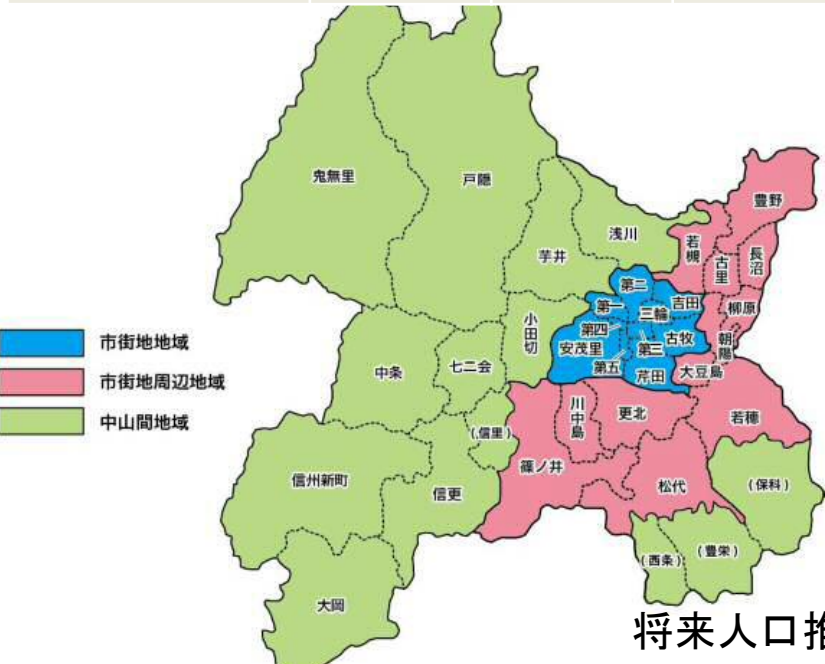 鬼無里
戸隠
豊野
浅川
若槻
古里
長沼
芋井
第二
第一
吉田
柳原
三輪
小田切
第四
古牧
朝陽
安茂里
第三
第五
芹田
大豆島
市街地地域
市街地周辺地域
中山間地域
中条
七二会
川中島
更北
若穂
(信里)
篠ノ井
信州新町
信更
松代
(保科)
(西条)
(豊栄)
大岡
将来人口推